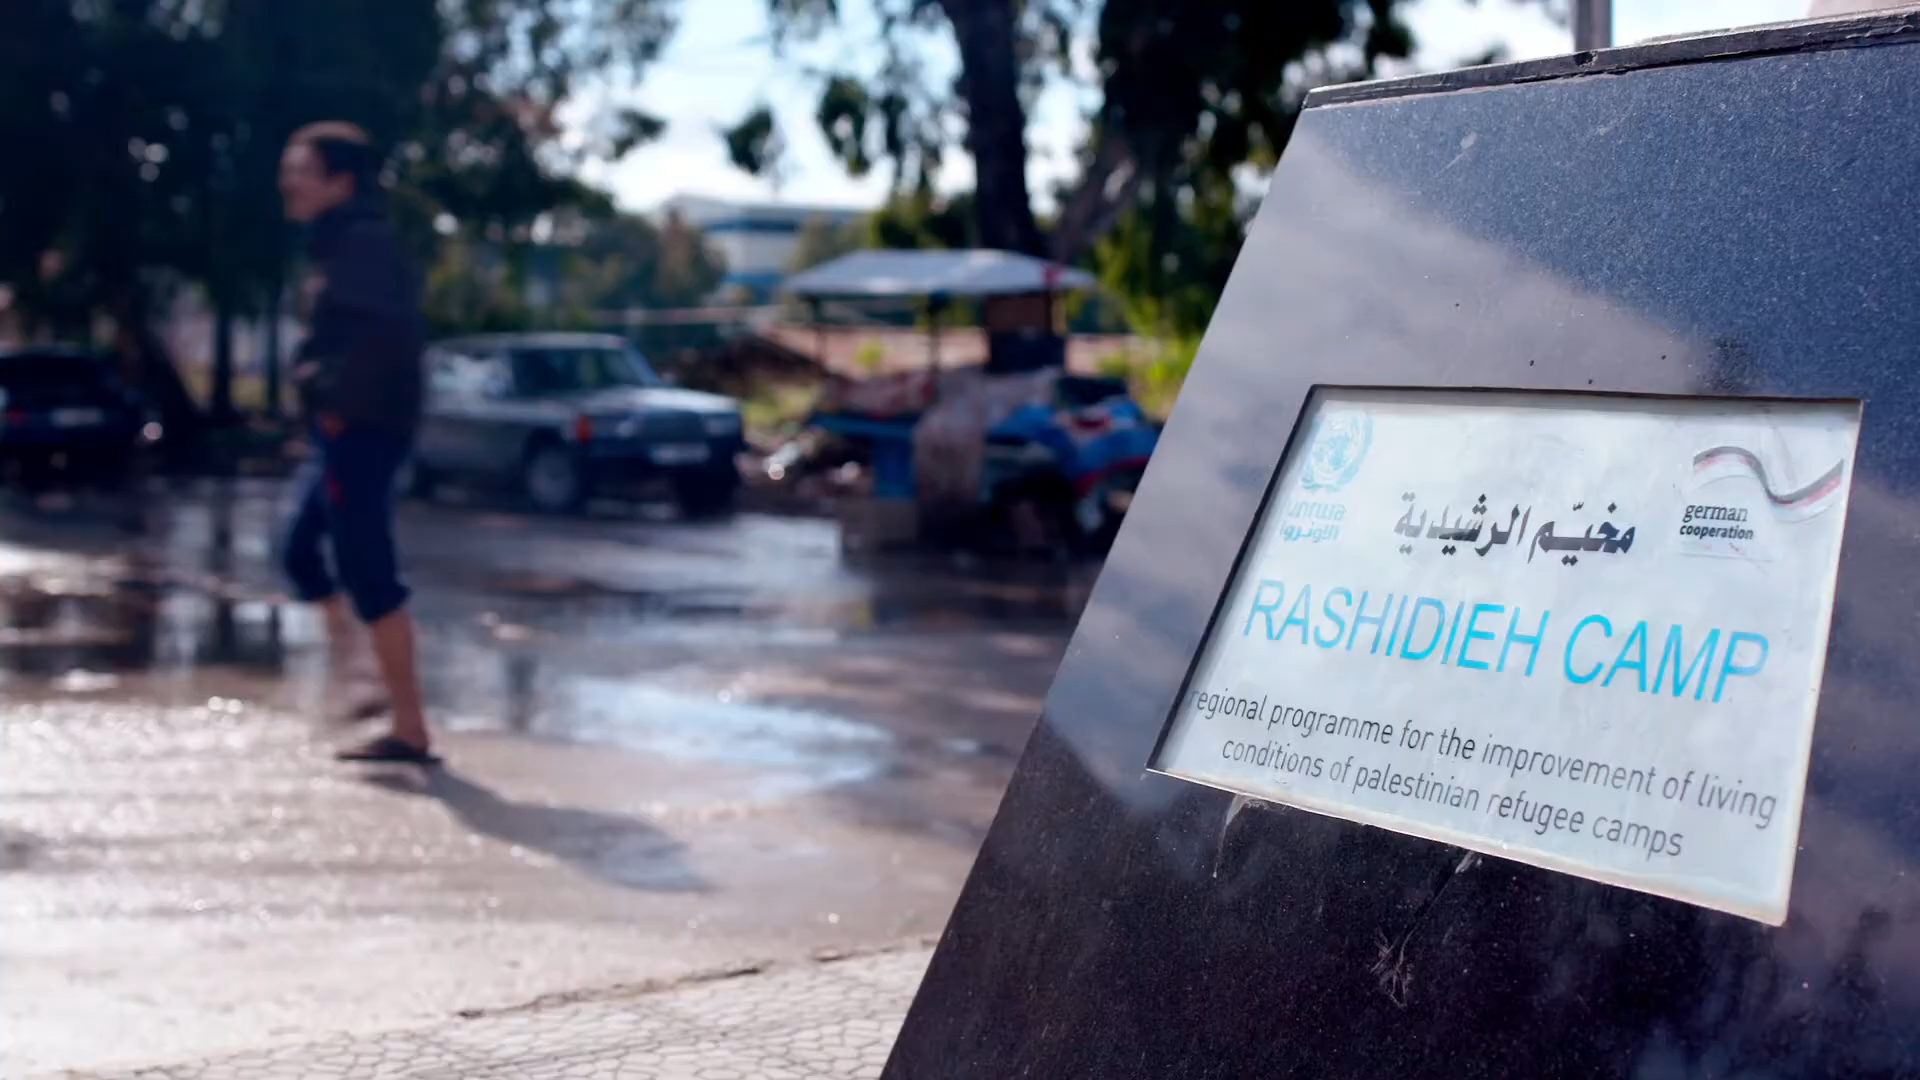 unrwa
الاونروا
مخيّم الرشيدية
german
cooperation
RASHIDIEH CAMP
regional programme for the improvement of living
conditions of palestinian refugee camps